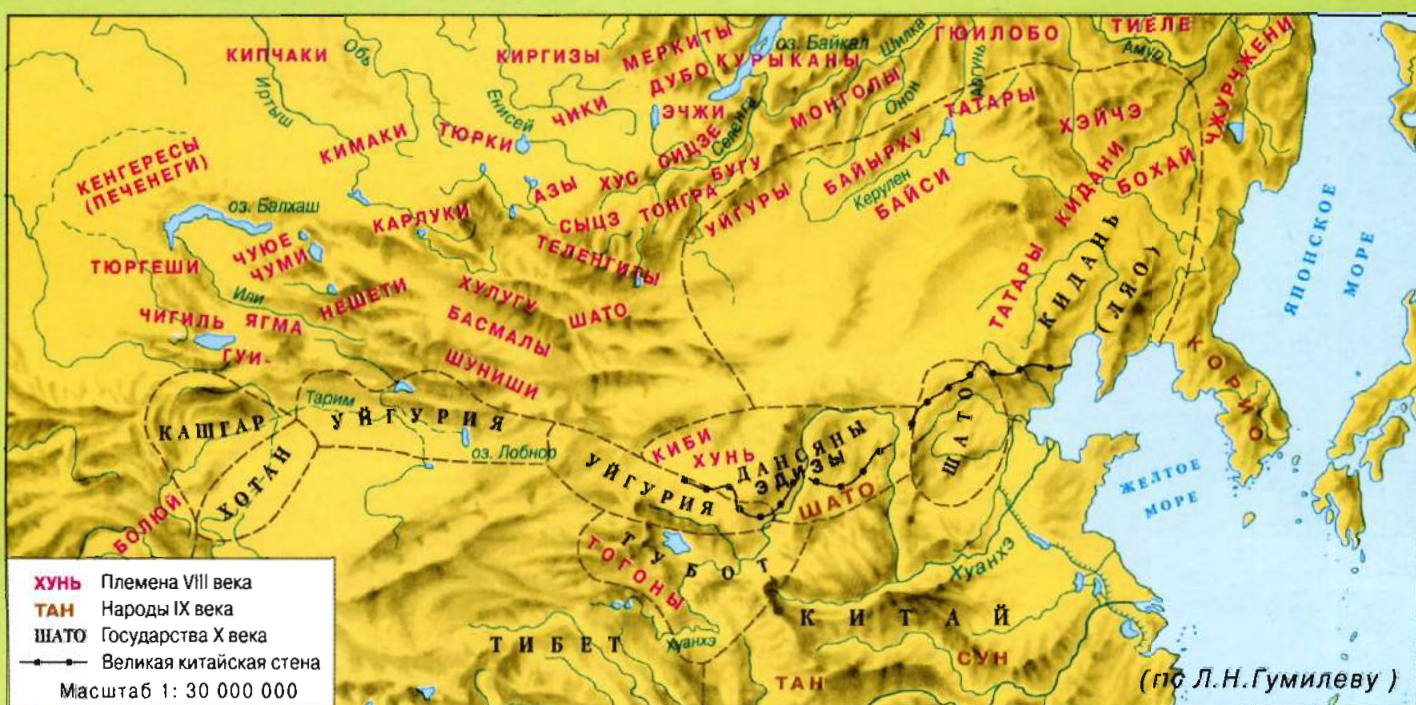 КИПЧАКИ
Обь
Иртыш
КИРГИЗЫ
Енисей
МЕРКИТЫ
оз. Байкал
ДУБО
КУРЫКАНЫ
Шилка
ГЮИЛОБО
ТИЕЛЕ
Амур
ЧЖУРЧЖЕНИ
Аргунь
ЧИКИ
ЭЧЖИ
МОНГОЛЫ
Онон
ТАТАРЫ
ХЭЙЧЭ
КИМАКИ
ТЮРКИ
Селенга
СИЦЗЕ
БУГУ
КЕНГЕРЕСЫ
(ПЕЧЕНЕГИ)
АЗЫ
ХУС
ТОНГРА
УЙГУРЫ
БАЙЫРКУ
Керулен
БАЙСИ
КИДАНИ
БОХАЙ
оз. Балхаш
КАРЛУКИ
СЫЦЗ
ТЕЛЕНГИТЫ
ТЮРГЕШИ
ЧУЮЕ
ЧУМИ
Или
НЕШЕТИ
ХУЛУГУ
БАСМАЛЫ
ШАТО
ТАТАРЫ
КИДАНЬ
(ЛЯО)
ЯПОНСКОЕ
МОРЕ
ЧИГИЛЬ
ЯГМА
ГУИ-
ШУНИШИ
КОРИО
КАШГАР
Тарим
УЙГУРИЯ
оз. Лобнор
ХОТАН
БОЛЮЙ
УЙГУРИЯ
КИБИ
ХУНЬ
ДАНСЯНЫ
ЭДИЗЫ
ШАТО
ШАТО
ЖЕЛТОЕ
МОРЕ
ТОГОНЫ
ТУБОТ
Хуанхэ
КИТАЙ
ТИБЕТ
Хуанхэ
СУН
ТАН
ХУНЬ Племена VIII века
ТАН Народы IX века
ШАТО Государства X века
Великая китайская стена
Масштаб 1: 30 000 000
(по Л.Н.Гумилеву )